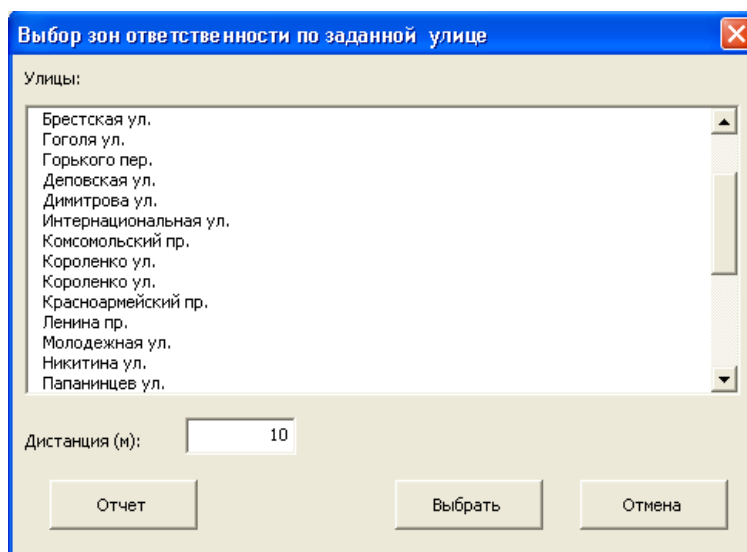 Выбор зон ответственности по заданной улице
Улицы:
Брестская ул.
Гоголя ул.
Горького пер.
Деповская ул.
Димитрова ул.
Интернациональная ул.
Комсомольский пр.
Короленко ул.
Короленко ул.
Красноармейский пр.
Ленина пр.
Молодежная ул.
Никитина ул.
Папанинцев ул.
Дистанция (м): 10
Отчет Выбрать Отмена